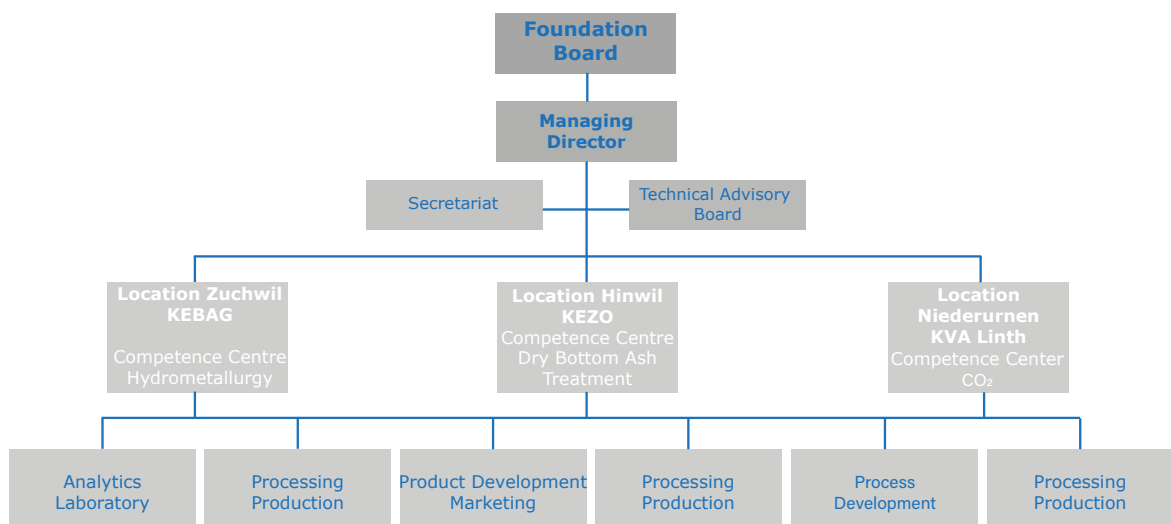 Foundation
Board
Managing
Director
Secretariat
Technical Advisory
Board
Location Zuchwil
KEBAG
Competence Centre
Hydrometallurgy
Location Hinwil
KEZO
Competence Centre
Dry Bottom Ash
Treatment
Location
Niederurnen
KVA Linth
Competence Center
CO₂
Analytics
Laboratory
Processing
Production
Product Development
Marketing
Processing
Production
Process
Development
Processing
Production